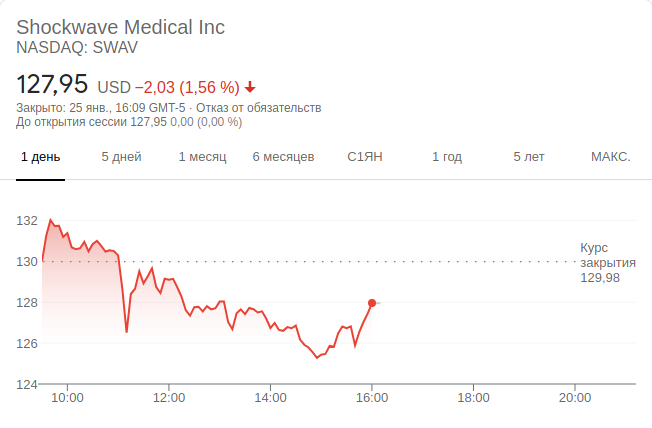 Shockwave Medical Inc
NASDAQ: SWAV
127,95 USD −2,03 (1,56 %)
Закрыто: 25 янв., 16:09 GMT-5 · Отказ от обязательств
До открытия сессии 127,95 0,00 (0,00 %)
1 день 5 дней 1 месяц 6 месяцев С1ЯН 1 год 5 лет МАКС.
132
Курс
130 закрытия
129,98
128
126
124
10:00 12:00 14:00 16:00 18:00 20:00